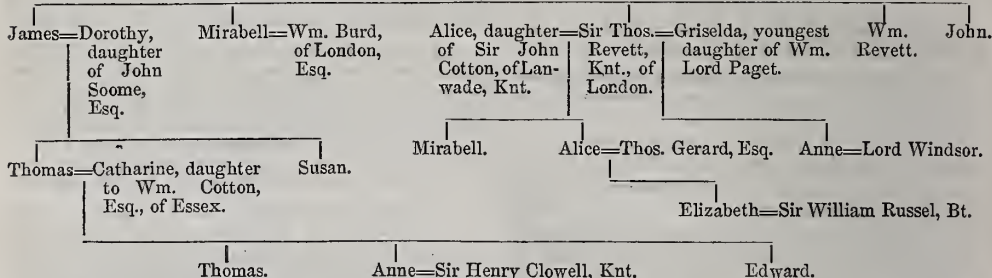 James=Dorothy, daughter of John Soome, Esq.
Mirabell=Wm. Burd, of London, Esq.
Alice, daughter of Sir John Cotton, of Lanwade, Knt.=Sir Thos. Revett, Knt., of London.=Griselda, youngest daughter of Wm. Lord Paget.
Wm. Revett.
John.
Thomas=Catharine, daughter to Wm. Cotton, Esq., of Essex.
Susan.
Mirabell.
Alice=Thos. Gerard, Esq.
Anne=Lord Windsor.
Elizabeth=Sir William Russel, Bt.
Thomas.
Anne=Sir Henry Clowell, Knt.
Edward.